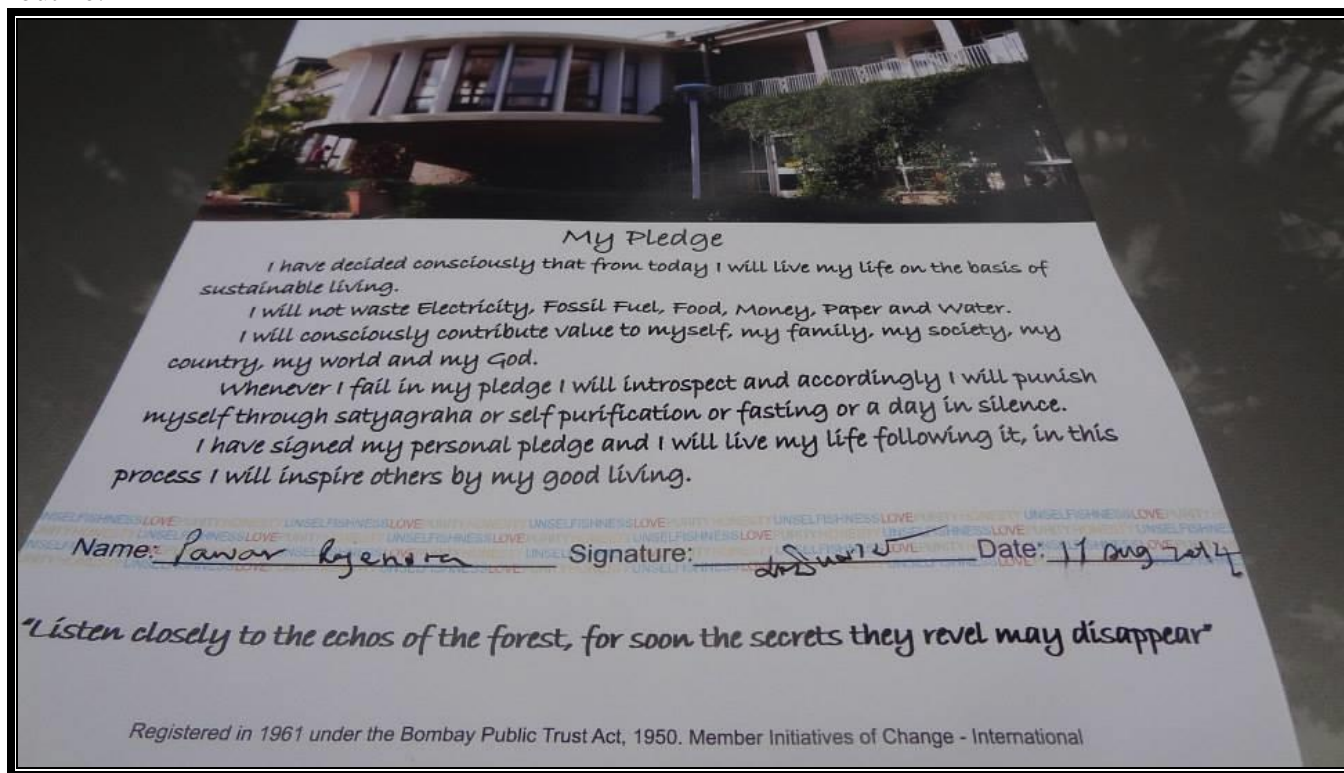 My Pledge
I have decided consciously that from today I will live my life on the basis of
sustainable living.
I will not waste Electricity, Fossil Fuel, Food, Money, Paper and Water.
I will consciously contribute value to myself, my family, my society, my
country, my world and my God.
Whenever I fail in my pledge I will introspect and accordingly I will punish
myself through satyagraha or self purification or fasting or a day in silence.
I have signed my personal pledge and I will live my life following it, in this
process I will inspire others by my good living.
Name: Pawar Signature: Date: Aug
"Listen closely to the echos of the forest, for soon the secrets they revel may disappear"
Registered in 1961 under the Bombay Public Trust Act, 1950. Member Initiatives of Change - International